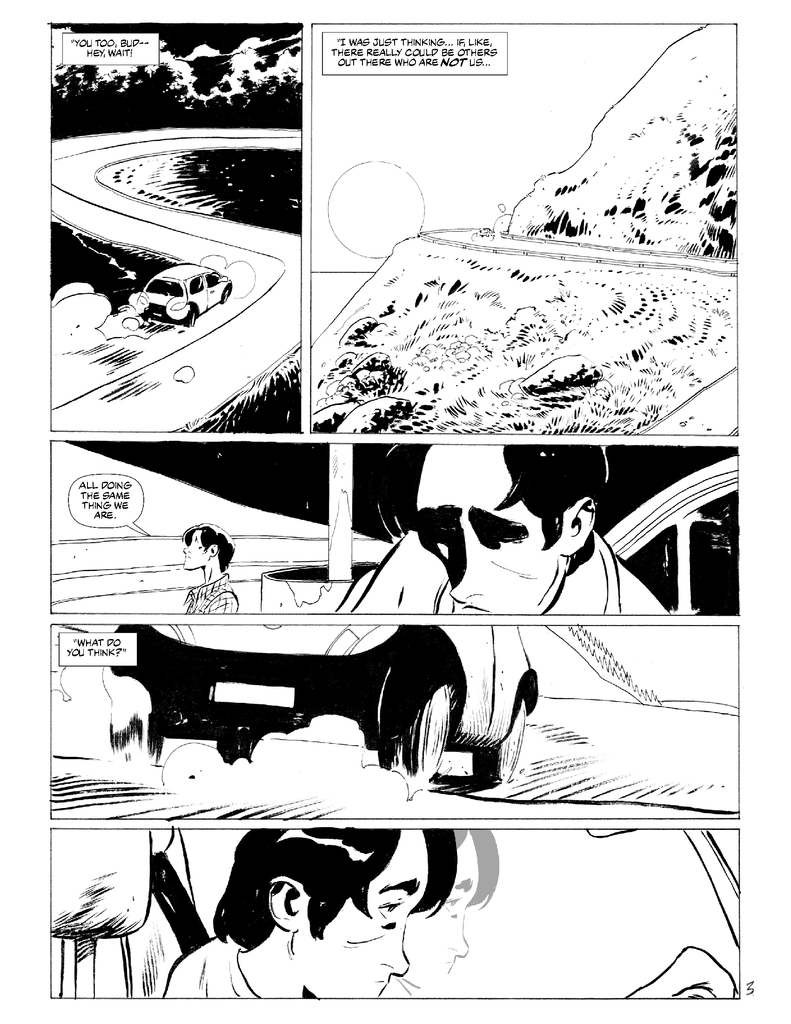 "YOU TOO, BUD--
HEY, WAIT!
"I WAS JUST THINKING... IF, LIKE,
THERE REALLY COULD BE OTHERS
OUT THERE WHO ARE NOT US...
ALL DOING
THE SAME
THING WE
ARE.
"WHAT DO
YOU THINK?"
3